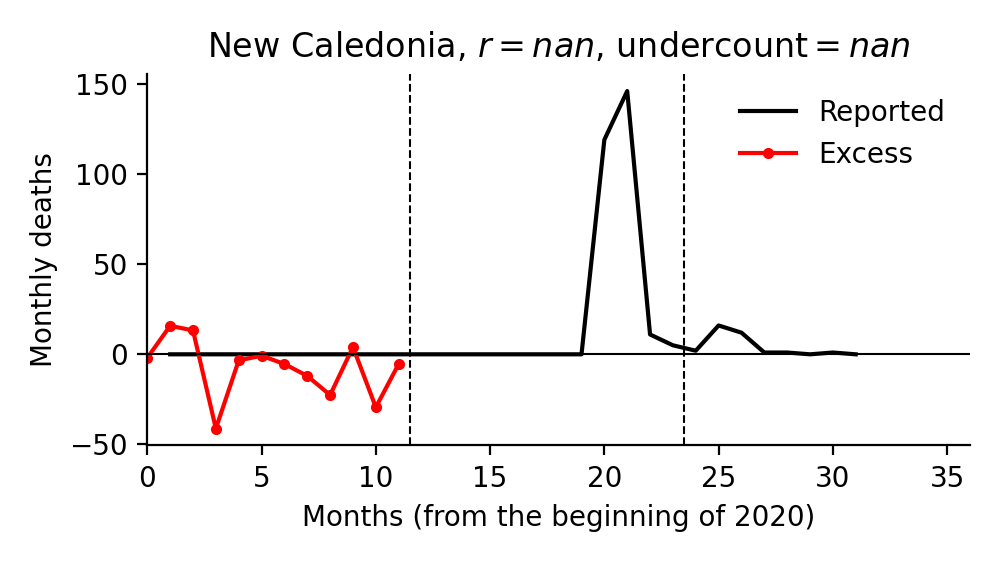 New Caledonia, r = nan, undercount = nan
150
100
50
0
−50
Monthly deaths
Reported
Excess
0 5 10 15 20 25 30 35
Months (from the beginning of 2020)